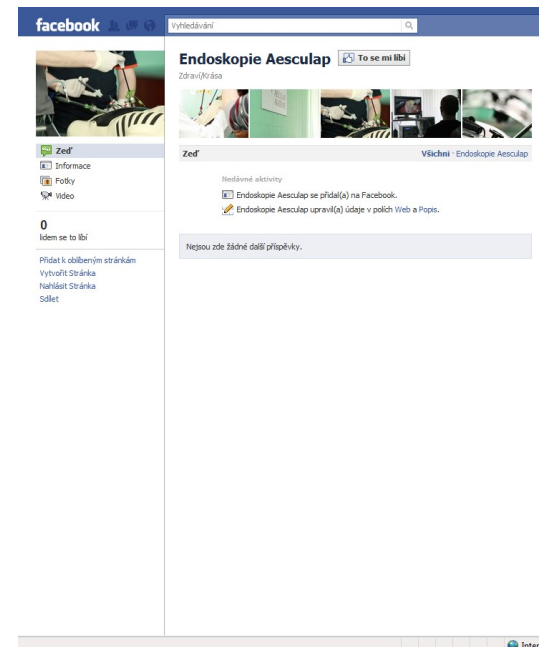 facebook
Vyhledávání
Endoskopie Aesculap
To se mi líbí
Zdraví/Krása
Zeď
Informace
Fotky
Video
0
lidem se to líbí
Přidat k oblíbeným stránkám
Vytvořit Stránka
Nahlásit Stránka
Sdílet
Zeď
Všichni · Endoskopie Aesculap
Nedávné aktivity
Endoskopie Aesculap se přidal(a) na Facebook.
Endoskopie Aesculap upravil(a) údaje v polích Web a Popis.
Nejsou zde žádné další příspěvky.